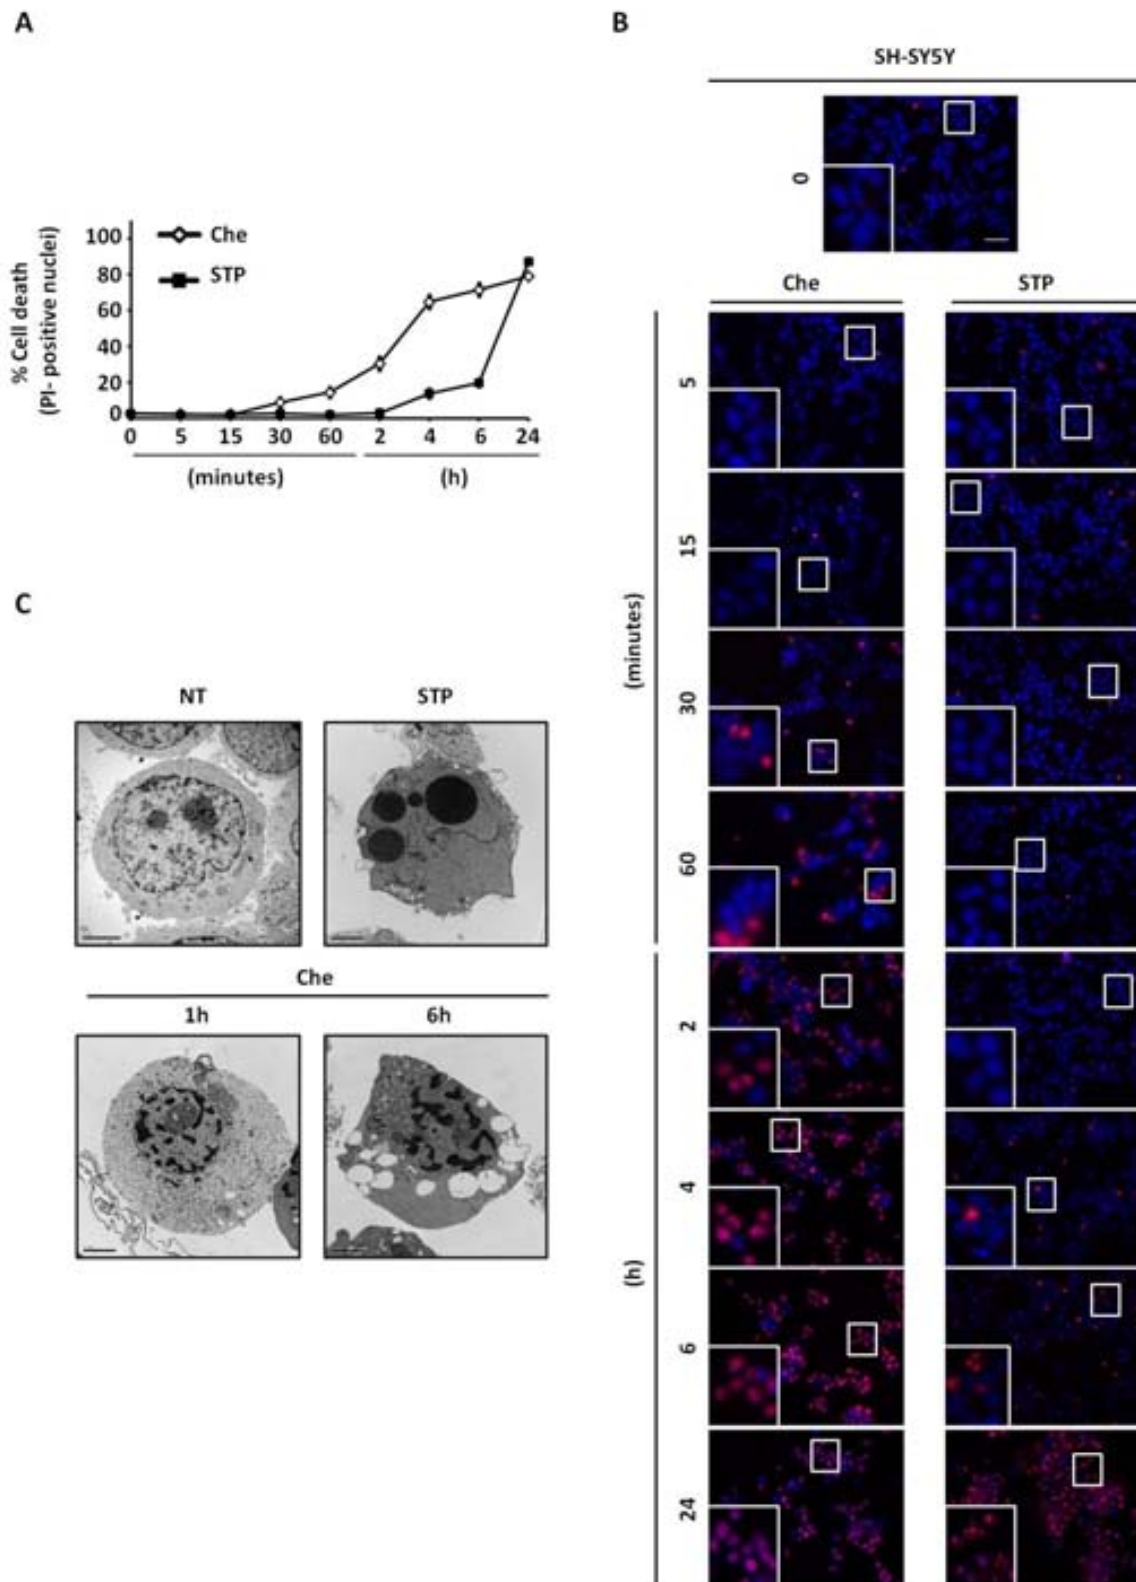 A
% Cell death
(PI- positive nuclei)
100
80
60
40
20
0
Che
STP
0 5 15 30 60 2 4 6 24
(minutes) (h)
B
SH-SY5Y
0
Che STP
(minutes)
5
15
30
60
(h)
2
4
6
24
C
NT STP
Che
1h 6h